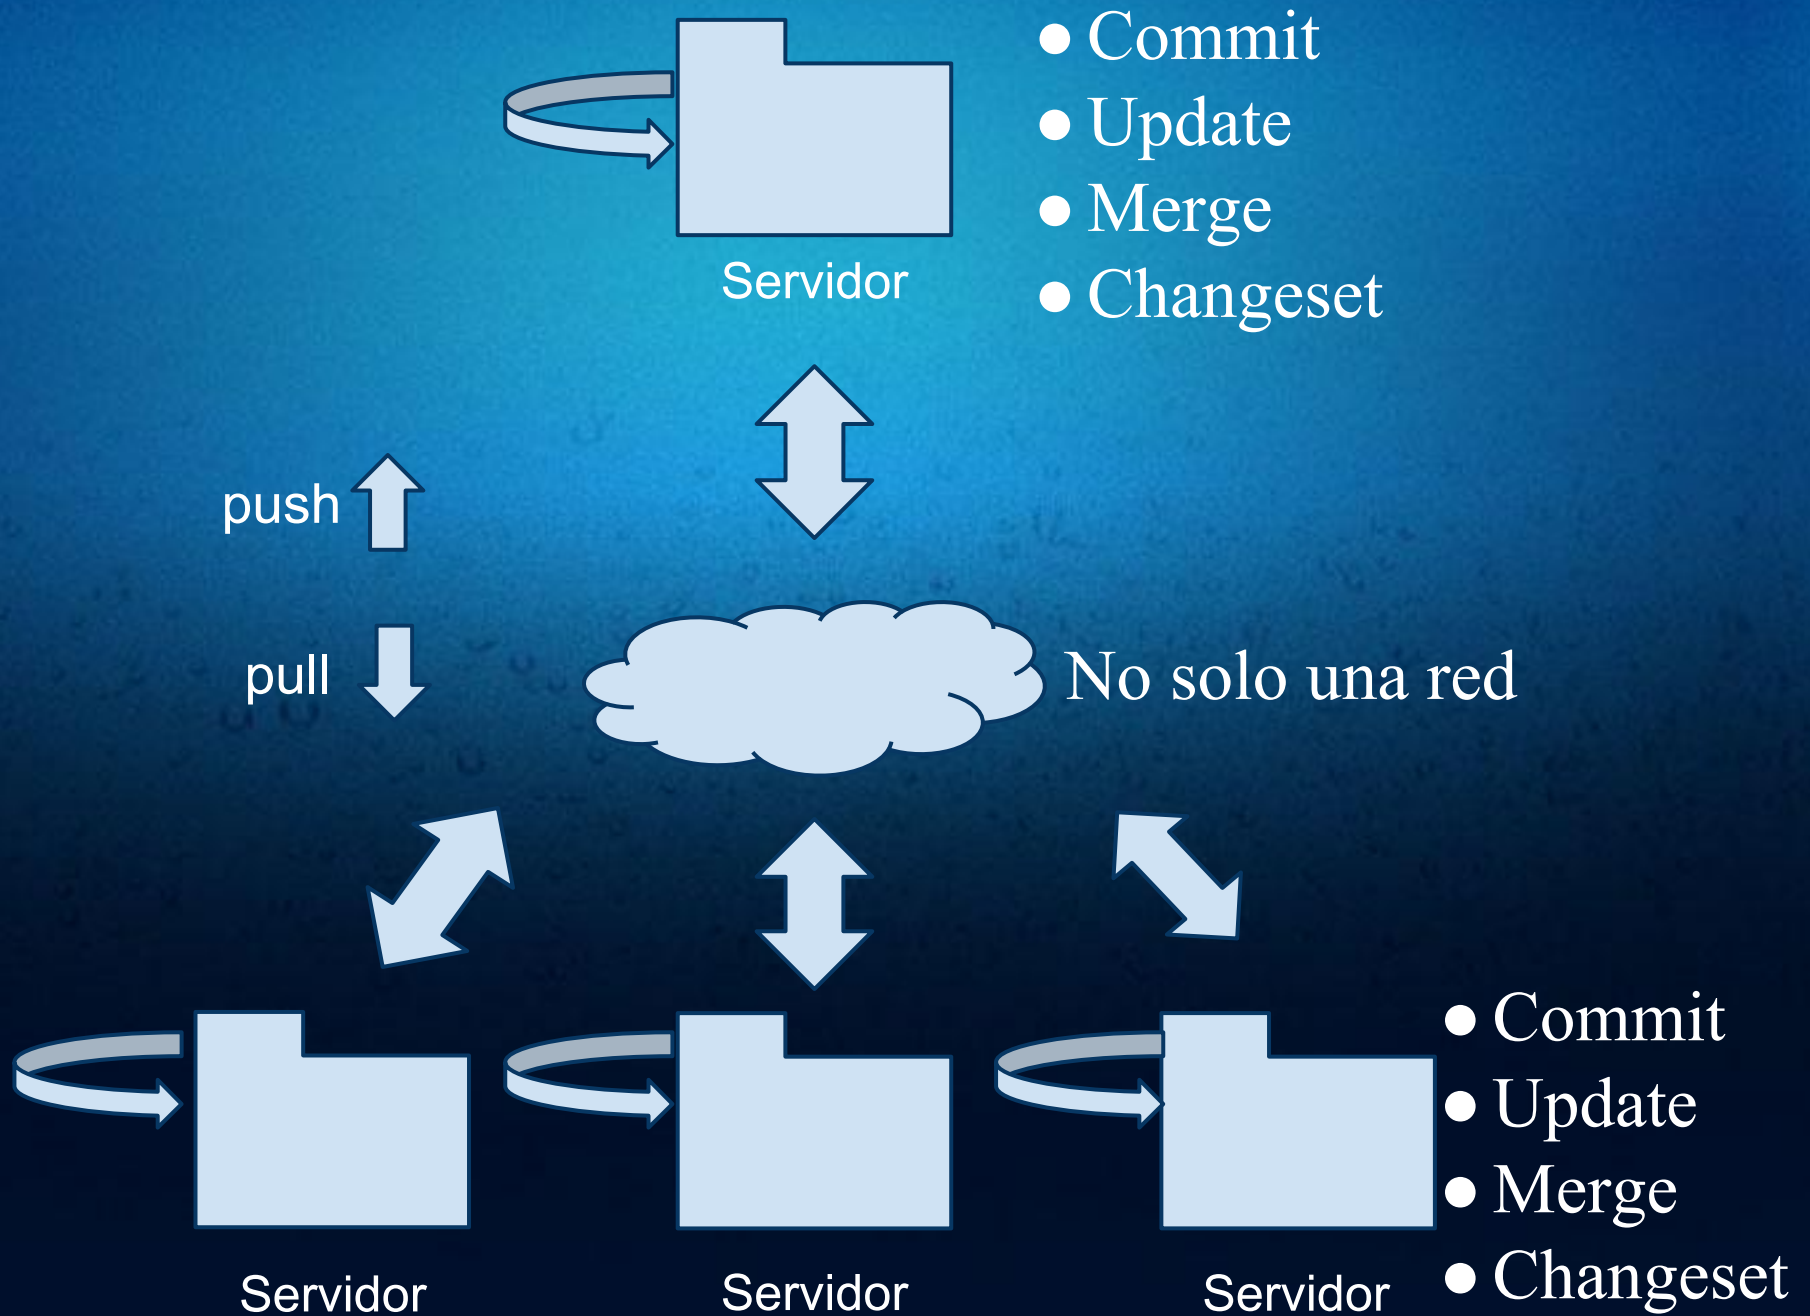 ● Commit
● Update
● Merge
● Changeset
Servidor
push
pull
No solo una red
● Commit
● Update
● Merge
● Changeset
Servidor
Servidor
Servidor